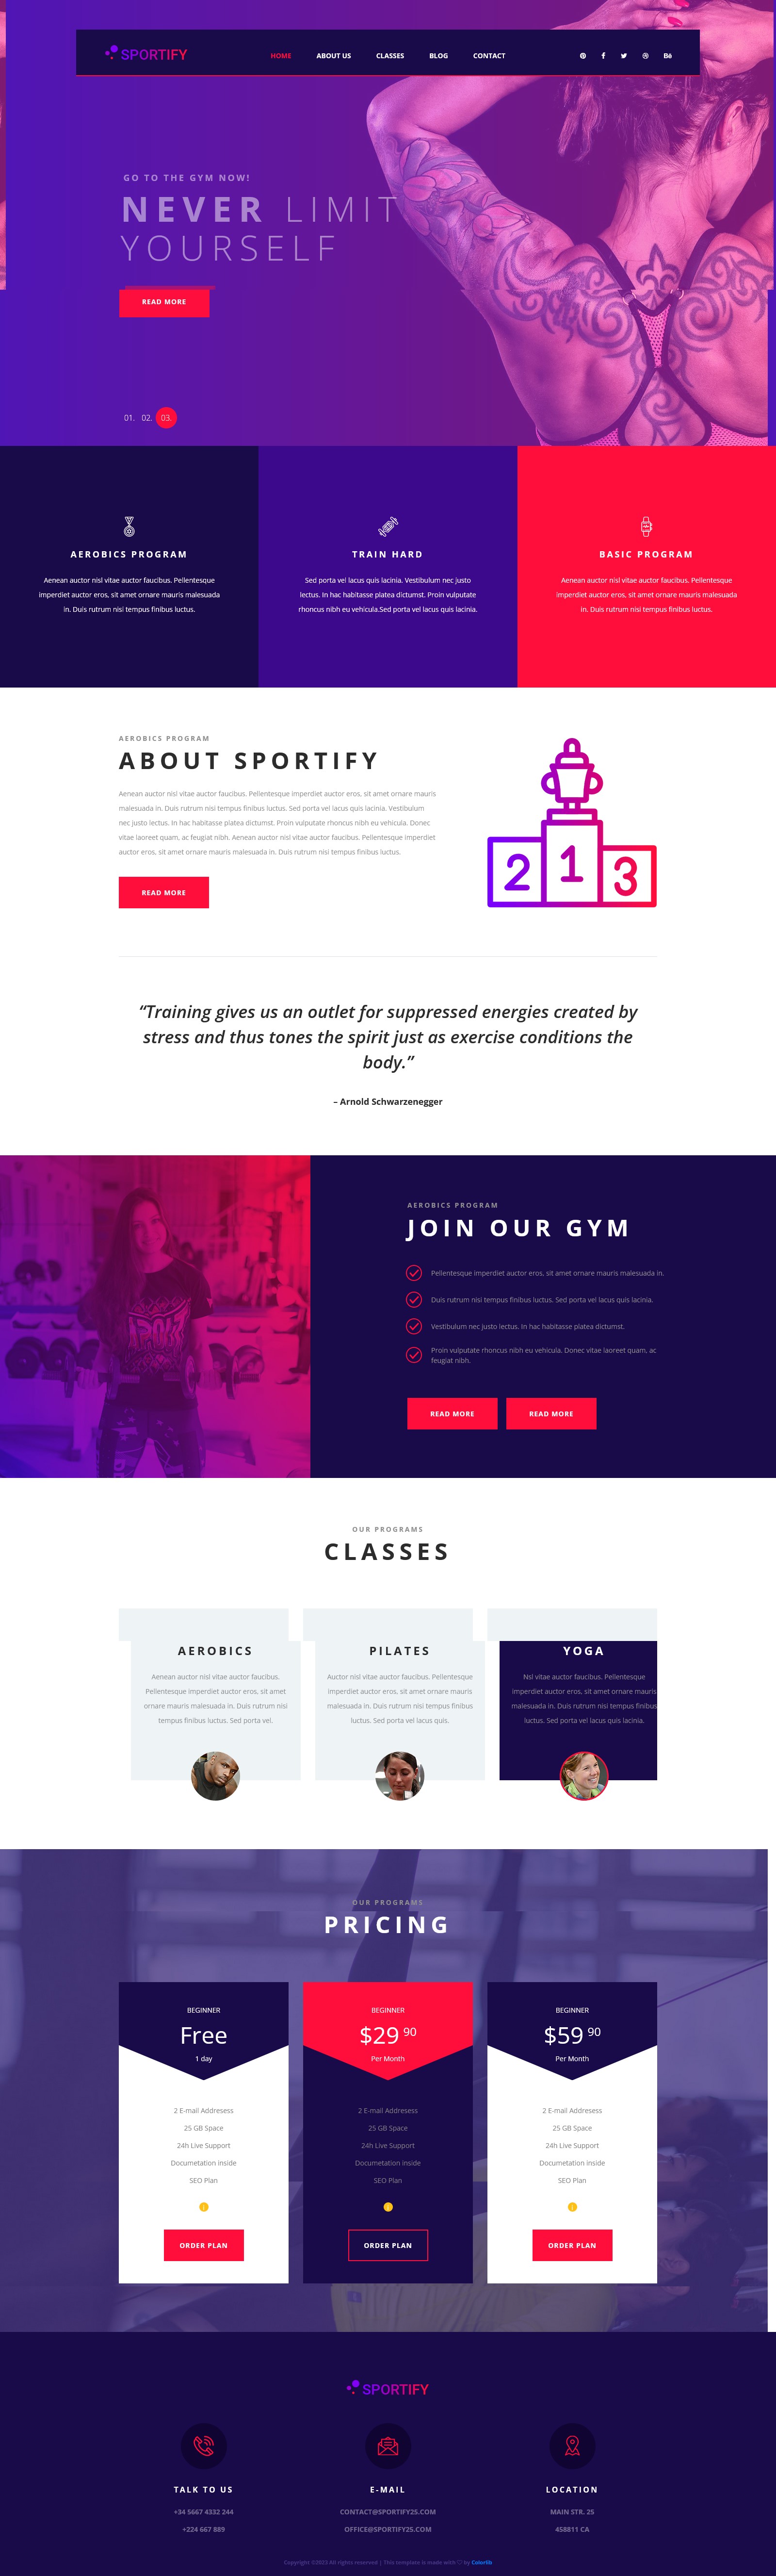 SPORTIFY
HOME ABOUT US CLASSES BLOG CONTACT
GO TO THE GYM NOW!
NEVER LIMIT
YOURSELF
READ MORE
01. 02. 03.
AEROBICS PROGRAM
Aenean auctor nisl vitae auctor faucibus. Pellentesque
imperdiet auctor eros, sit amet ornare mauris malesuada
in. Duis rutrum nisi tempus finibus luctus.
TRAIN HARD
Sed porta vel lacus quis lacinia. Vestibulum nec justo
lectus. In hac habitasse platea dictumst. Proin vulputate
rhoncus nibh eu vehicula.Sed porta vel lacus quis lacinia.
BASIC PROGRAM
Aenean auctor nisl vitae auctor faucibus. Pellentesque
imperdiet auctor eros, sit amet ornare mauris malesuada
in. Duis rutrum nisi tempus finibus luctus.
AEROBICS PROGRAM
ABOUT SPORTIFY
Aenean auctor nisl vitae auctor faucibus. Pellentesque imperdiet auctor eros, sit amet ornare mauris
malesuada in. Duis rutrum nisi tempus finibus luctus. Sed porta vel lacus quis lacinia. Vestibulum
nec justo lectus. In hac habitasse platea dictumst. Proin vulputate rhoncus nibh eu vehicula. Donec
vitae laoreet quam, ac feugiat nibh. Aenean auctor nisl vitae auctor faucibus. Pellentesque imperdiet
auctor eros, sit amet ornare mauris malesuada in. Duis rutrum nisi tempus finibus luctus.
READ MORE
2 1 3
“Training gives us an outlet for suppressed energies created by
stress and thus tones the spirit just as exercise conditions the
body.”
– Arnold Schwarzenegger
AEROBICS PROGRAM
JOIN OUR GYM
Pellentesque imperdiet auctor eros, sit amet ornare mauris malesuada in.
Duis rutrum nisi tempus finibus luctus. Sed porta vel lacus quis lacinia.
Vestibulum nec justo lectus. In hac habitasse platea dictumst.
Proin vulputate rhoncus nibh eu vehicula. Donec vitae laoreet quam, ac
feugiat nibh.
READ MORE READ MORE
OUR PROGRAMS
CLASSES
AEROBICS
Aenean auctor nisl vitae auctor faucibus.
Pellentesque imperdiet auctor eros, sit amet
ornare mauris malesuada in. Duis rutrum nisi
tempus finibus luctus. Sed porta vel.
PILATES
Auctor nisl vitae auctor faucibus. Pellentesque
imperdiet auctor eros, sit amet ornare mauris
malesuada in. Duis rutrum nisi tempus finibus
luctus. Sed porta vel lacus quis.
YOGA
Nsl vitae auctor faucibus. Pellentesque
imperdiet auctor eros, sit amet ornare mauris
malesuada in. Duis rutrum nisi tempus finibus
luctus. Sed porta vel lacus quis lacinia.
OUR PROGRAMS
PRICING
BEGINNER
Free
1 day
2 E-mail Addresess
25 GB Space
24h Live Support
Documetation inside
SEO Plan
ORDER PLAN
BEGINNER
$29 90
Per Month
2 E-mail Addresess
25 GB Space
24h Live Support
Documetation inside
SEO Plan
ORDER PLAN
BEGINNER
$59 90
Per Month
2 E-mail Addresess
25 GB Space
24h Live Support
Documetation inside
SEO Plan
ORDER PLAN
SPORTIFY
TALK TO US
+34 5667 4332 244
+224 667 889
E-MAIL
CONTACT@SPORTIFY25.COM
OFFICE@SPORTIFY25.COM
LOCATION
MAIN STR. 25
458811 CA
Copyright ©2023 All rights reserved | This template is made with ♡ by Colorlib